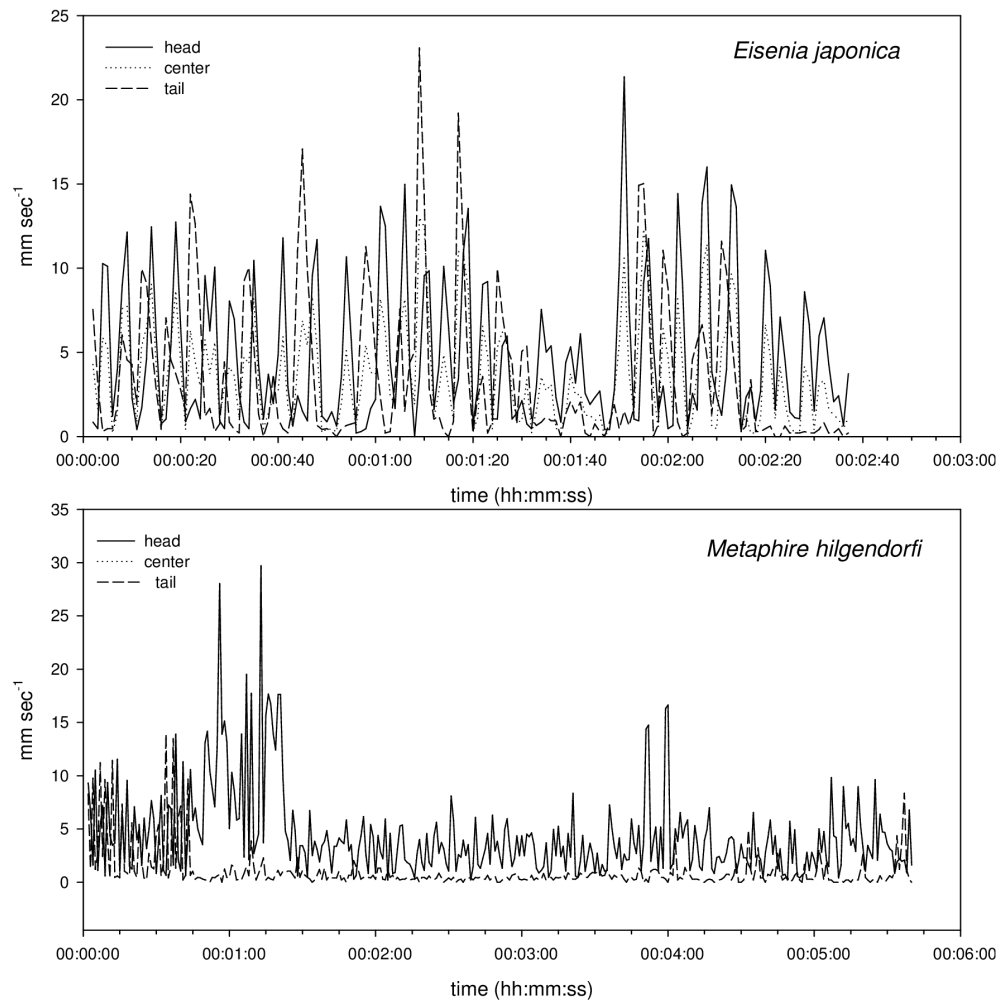 25
20
15
10
5
0
mm sec-1
head
center
tail
Eisenia japonica
00:00:00 00:00:20 00:00:40 00:01:00 00:01:20 00:01:40 00:02:00 00:02:20 00:02:40 00:03:00
time (hh:mm:ss)
35
30
25
20
15
10
5
0
mm sec-1
head
center
tail
Metaphire hilgendorfi
00:00:00 00:01:00 00:02:00 00:03:00 00:04:00 00:05:00 00:06:00
time (hh:mm:ss)